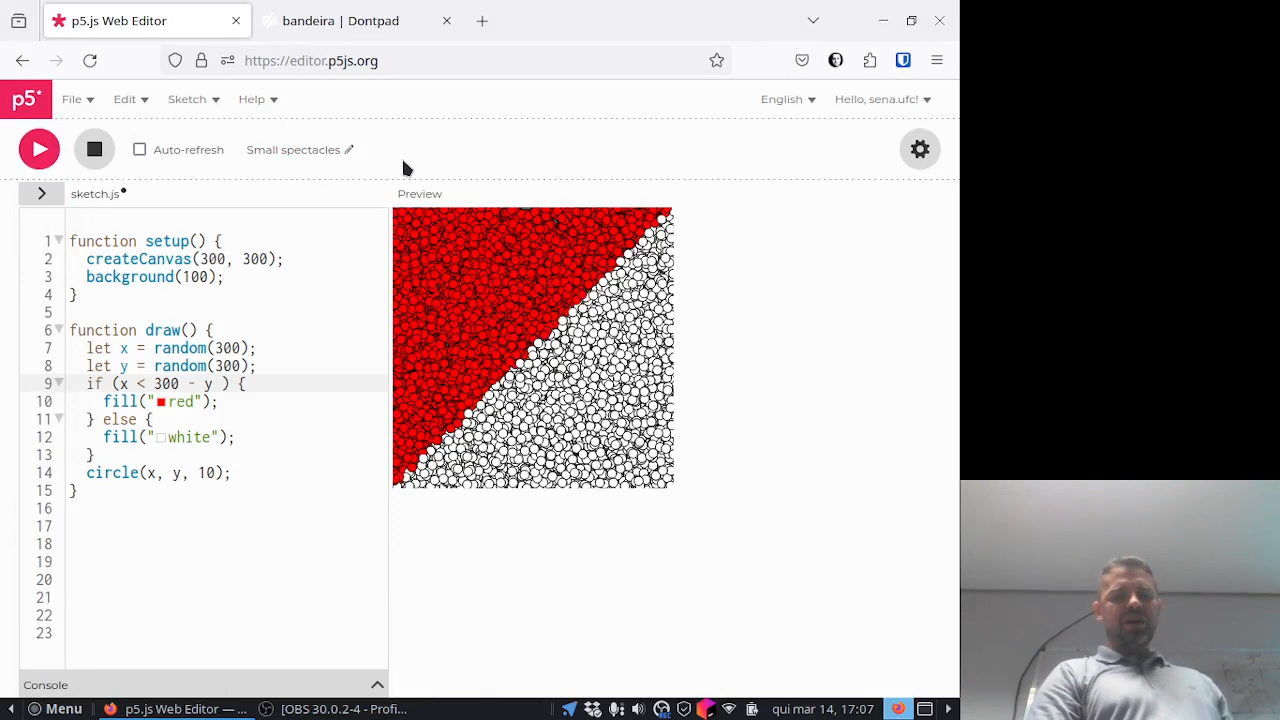 p5.js Web Editor
bandeira | Dontpad
https://editor.p5js.org
p5* File Edit Sketch Help English Hello, sena.ufc!
Auto-refresh Small spectacles
sketch.js Preview
1 function setup() {
2 createCanvas(300, 300);
3 background(100);
4 }
5
6 function draw() {
7 let x = random(300);
8 let y = random(300);
9 if (x < 300 - y ) {
10 fill("red");
11 } else {
12 fill("white");
13 }
14 circle(x, y, 10);
15 }
16
17
18
19
20
21
22
23
Console
Menu p5.js Web Editor — ... [OBS 30.0.2-4 - Profi... REC qui mar 14, 17:07